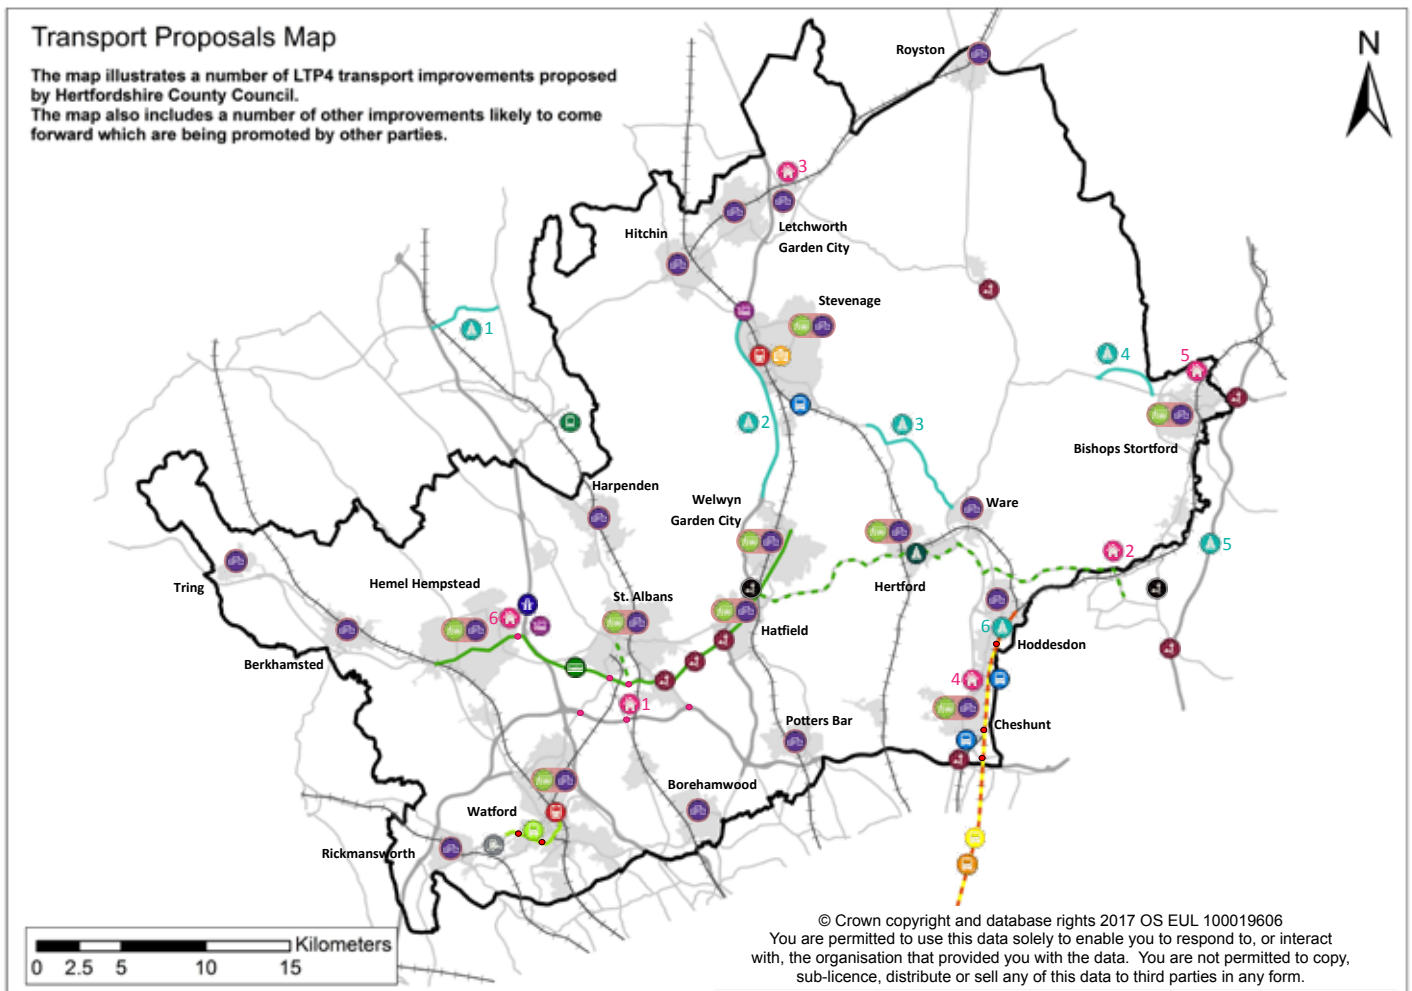 Transport Proposals Map
The map illustrates a number of LTP4 transport improvements proposed
by Hertfordshire County Council.
The map also includes a number of other improvements likely to come
forward which are being promoted by other parties.
N
Royston
3
Letchworth
Garden City
Hitchin
Stevenage
1
4
5
2
3
Bishops Stortford
Harpenden
Welwyn
Garden City
Ware
2
5
Tring
Hemel Hempstead
St. Albans
Hertford
6
Hatfield
6
Hoddesdon
Berkhamsted
4
1
Potters Bar
Cheshunt
Borehamwood
Watford
Rickmansworth
Kilometers
0 2.5 5 10 15
© Crown copyright and database rights 2017 OS EUL 100019606
You are permitted to use this data solely to enable you to respond to, or interact
with, the organisation that provided you with the data. You are not permitted to copy,
sub-licence, distribute or sell any of this data to third parties in any form.